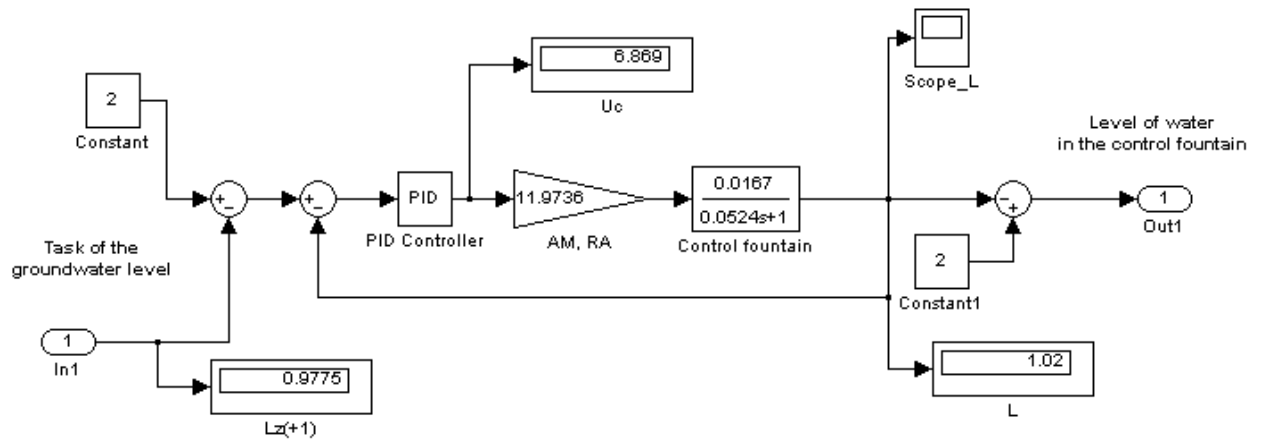 6.869
Uc
Scope_L
2
Constant
Level of water
in the control fountain
+
−
+
−
PID
PID Controller
11.9736
AM, RA
0.0167
0.0524s+1
Control fountain
−
+
1
Out1
Task of the
groundwater level
2
Constant1
1
In1
0.9775
Lz(+1)
1.02
L